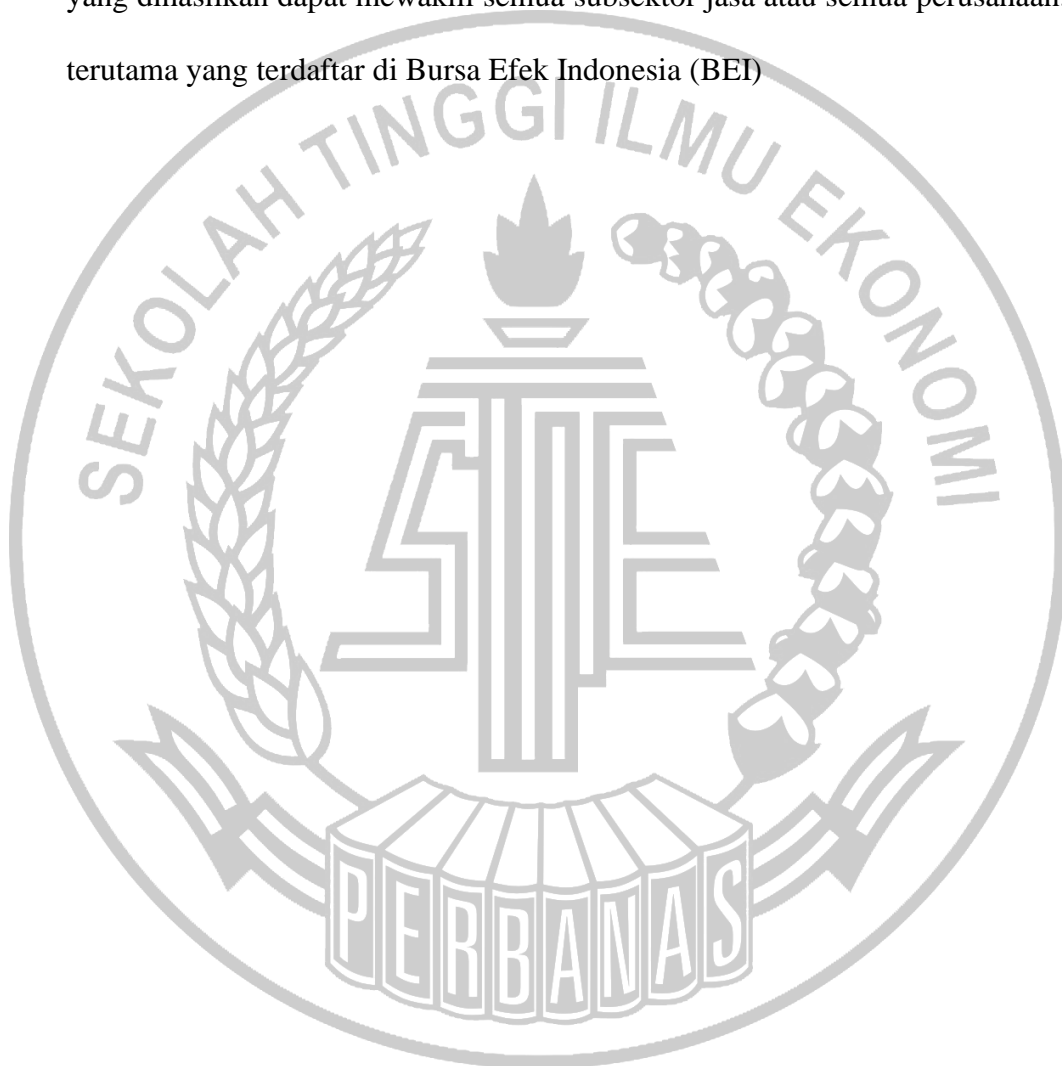 yang dihasilkan dapat mewakili semua subsektor jasa atau semua perusahaan
terutama yang terdaftar di Bursa Efek Indonesia (BEI)
SEKOLAH TINGGI ILMU EKONOMI
STIE
PERBANAS